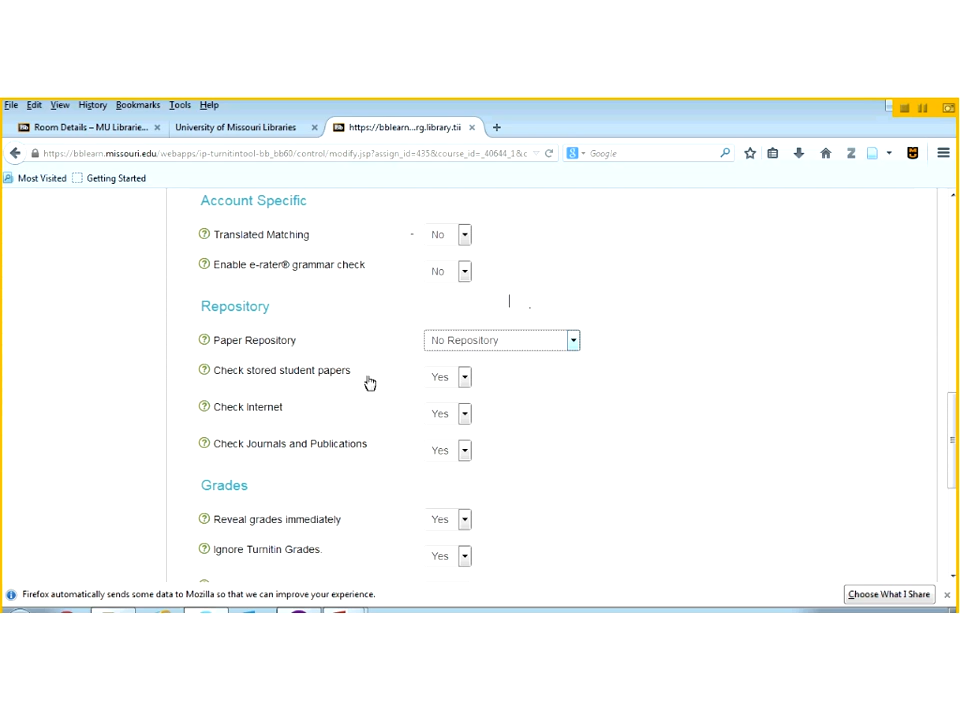 File Edit View History Bookmarks Tools Help
Room Details – MU Librarie... × University of Missouri Libraries × https://bblearn...rg.library.tii × +
https://bblearn.missouri.edu/webapps/ip-turnitintool-bb_bb60/control/modify.jsp?assign_id=435&course_id=_40644_1&c Google
Most Visited Getting Started
Account Specific
Translated Matching - No
Enable e-rater® grammar check No
Repository
Paper Repository No Repository
Check stored student papers Yes
Check Internet Yes
Check Journals and Publications Yes
Grades
Reveal grades immediately Yes
Ignore Turnitin Grades. Yes
Firefox automatically sends some data to Mozilla so that we can improve your experience. Choose What I Share ×